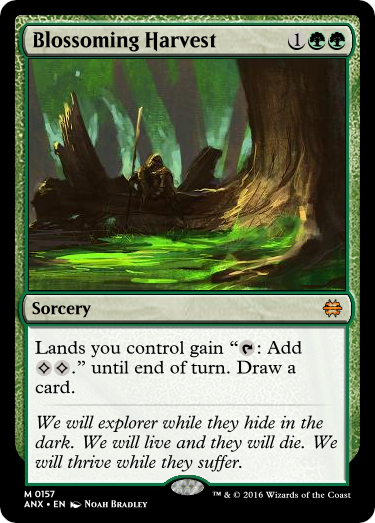 Blossoming Harvest 1
Sorcery
Lands you control gain “: Add
.” until end of turn. Draw a
card.
We will explorer while they hide in the
dark. We will live and they will die. We
will thrive while they suffer.
M 0157
ANX • EN Noah Bradley
™ & © 2016 Wizards of the Coast